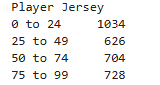 Player Jersey
0 to 24 1034
25 to 49 626
50 to 74 704
75 to 99 728